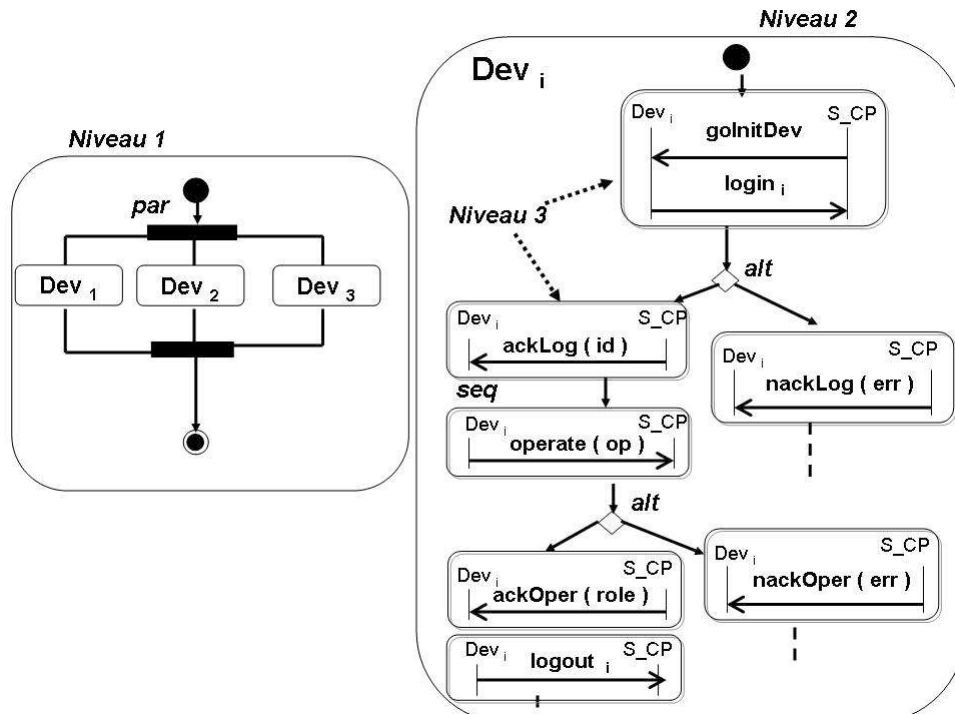 Niveau 1
par
Dev 1
Dev 2
Dev 3
Niveau 2
Dev i
Dev i S_CP
goInitDev
login i
Niveau 3
alt
Dev i S_CP
ackLog ( id )
Dev i S_CP
nackLog ( err )
seq
Dev i S_CP
operate ( op )
alt
Dev i S_CP
ackOper ( role )
Dev i S_CP
nackOper ( err )
Dev i S_CP
logout i